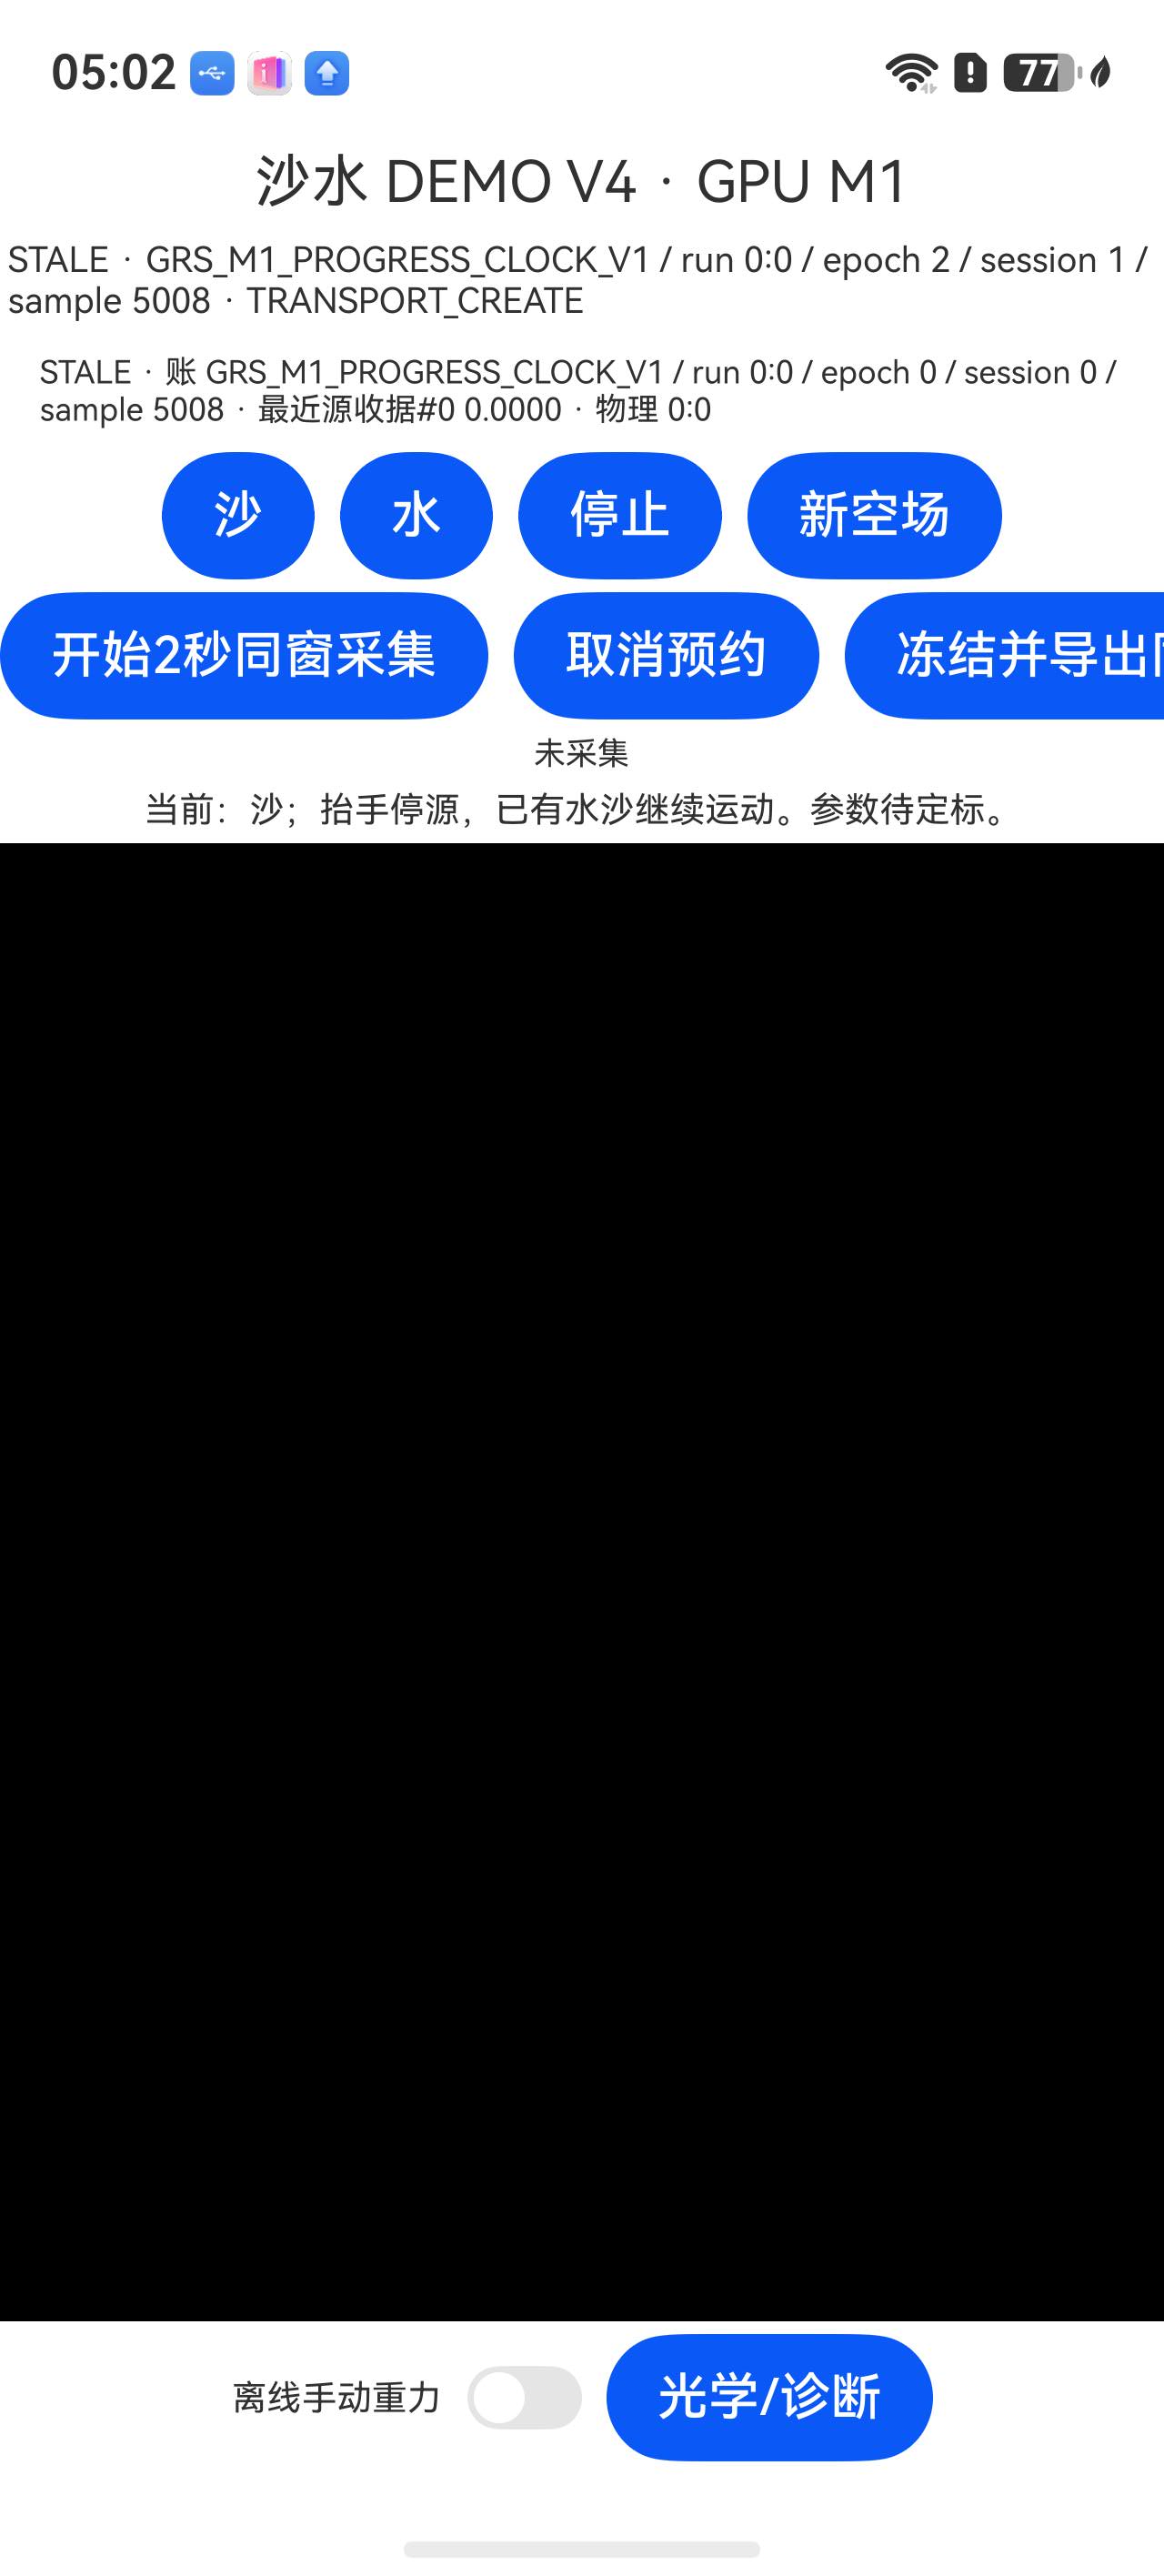 05:02
77
沙水 DEMO V4 · GPU M1
STALE · GRS_M1_PROGRESS_CLOCK_V1 / run 0:0 / epoch 2 / session 1 /
sample 5008 · TRANSPORT_CREATE
STALE · 账 GRS_M1_PROGRESS_CLOCK_V1 / run 0:0 / epoch 0 / session 0 /
sample 5008 · 最近源收据#0 0.0000 · 物理 0:0
沙 水 停止 新空场
开始2秒同窗采集 取消预约 冻结并导出
未采集
当前：沙；抬手停源，已有水沙继续运动。参数待定标。
离线手动重力 光学/诊断